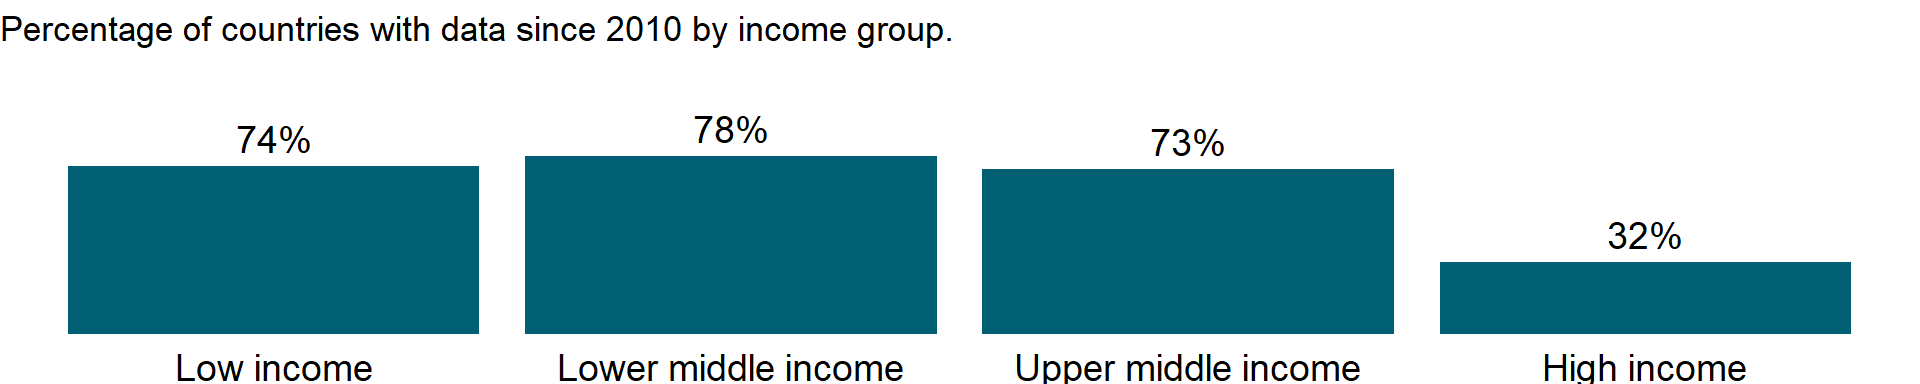 Percentage of countries with data since 2010 by income group.
74%
78%
73%
32%
Low income
Lower middle income
Upper middle income
High income